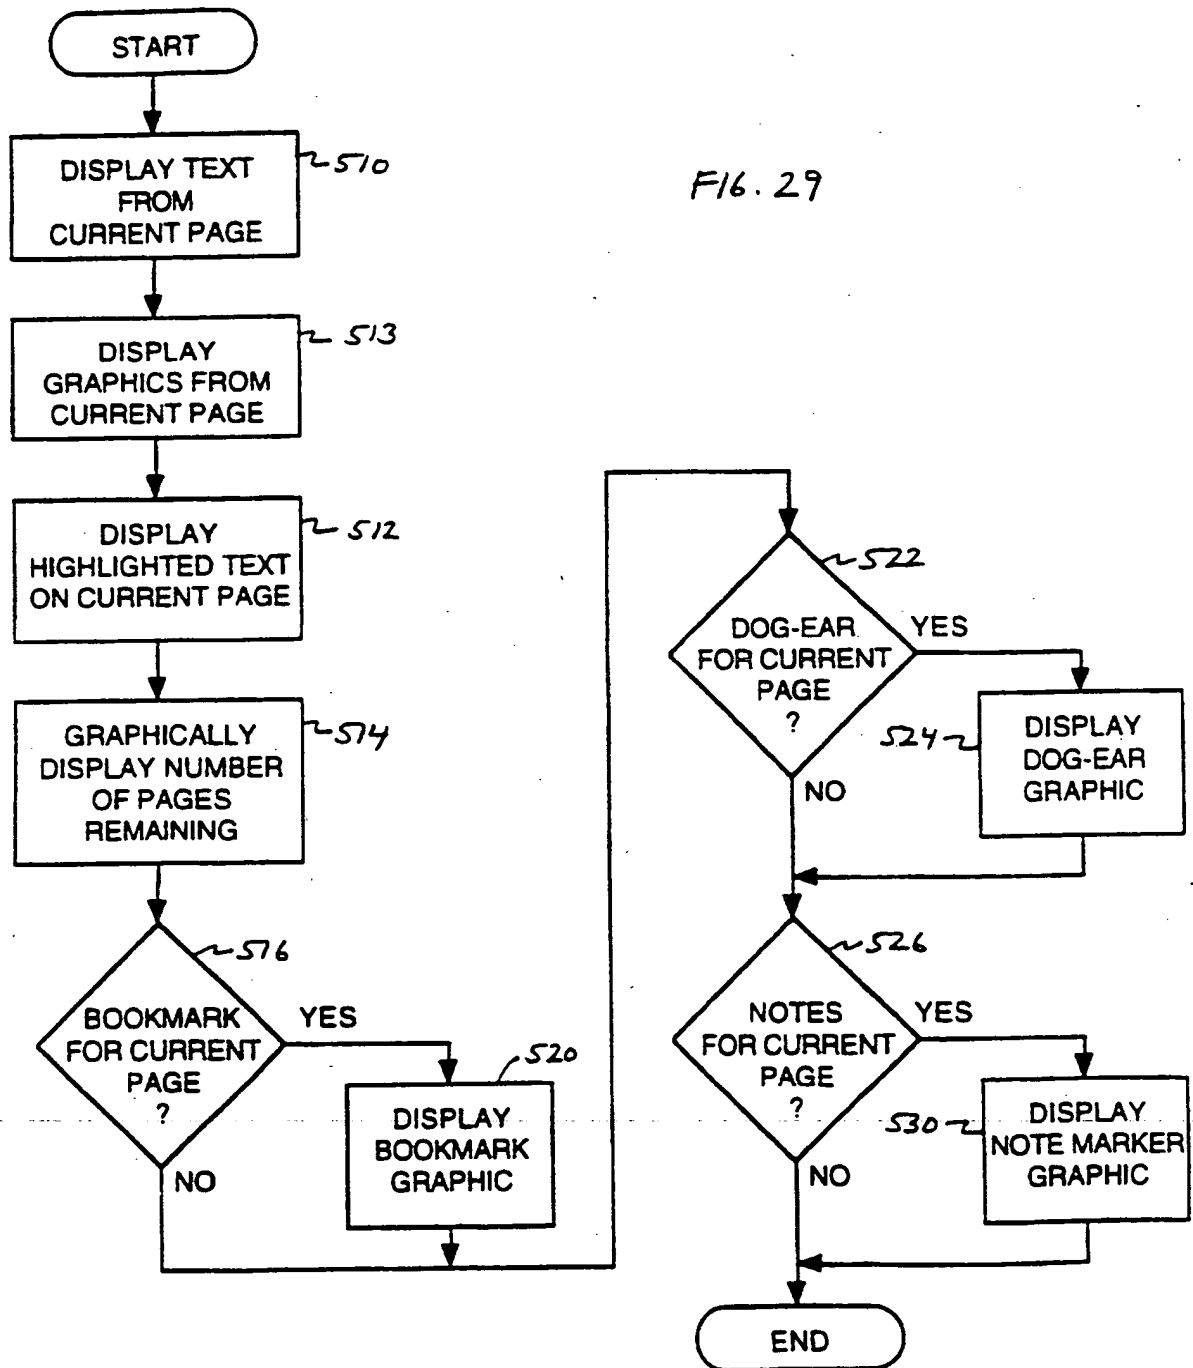 START
DISPLAY TEXT
FROM
CURRENT PAGE
510
FIG. 29
DISPLAY
GRAPHICS FROM
CURRENT PAGE
513
DISPLAY
HIGHLIGHTED TEXT
ON CURRENT PAGE
512
GRAPHICALLY
DISPLAY NUMBER
OF PAGES
REMAINING
514
BOOKMARK
FOR CURRENT
PAGE
?
516
YES
NO
DISPLAY
BOOKMARK
GRAPHIC
520
DOG-EAR
FOR CURRENT
PAGE
?
522
YES
NO
DISPLAY
DOG-EAR
GRAPHIC
524
NOTES
FOR CURRENT
PAGE
?
526
YES
NO
DISPLAY
NOTE MARKER
GRAPHIC
530
END